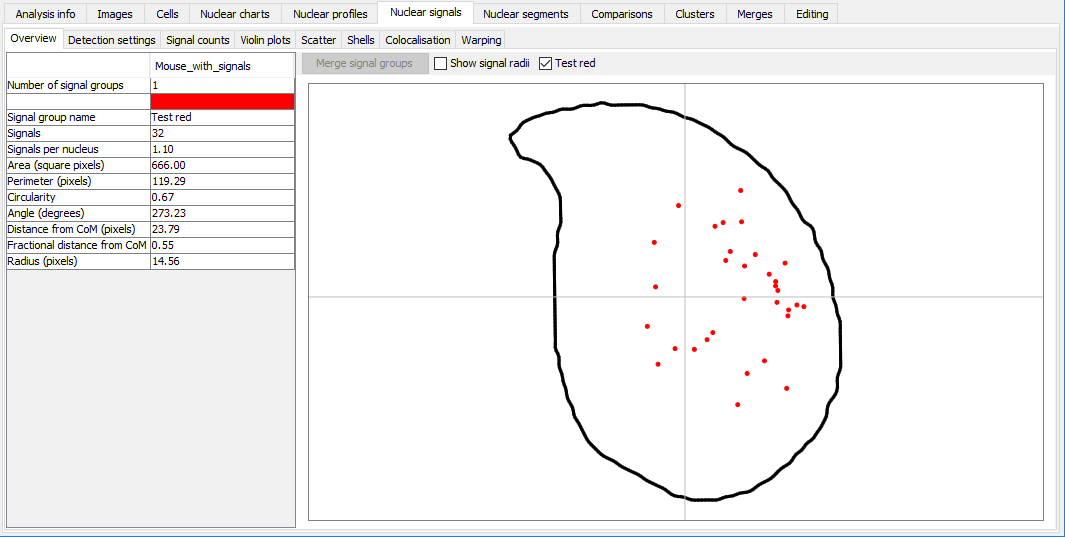 Analysis info Images Cells Nuclear charts Nuclear profiles Nuclear signals Nuclear segments Comparisons Clusters Merges Editing
Overview Detection settings Signal counts Violin plots Scatter Shells Colocalisation Warping
Mouse_with_signals
Merge signal groups Show signal radii Test red
Number of signal groups 1
Signal group name Test red
Signals 32
Signals per nucleus 1.10
Area (square pixels) 666.00
Perimeter (pixels) 119.29
Circularity 0.67
Angle (degrees) 273.23
Distance from CoM (pixels) 23.79
Fractional distance from CoM 0.55
Radius (pixels) 14.56